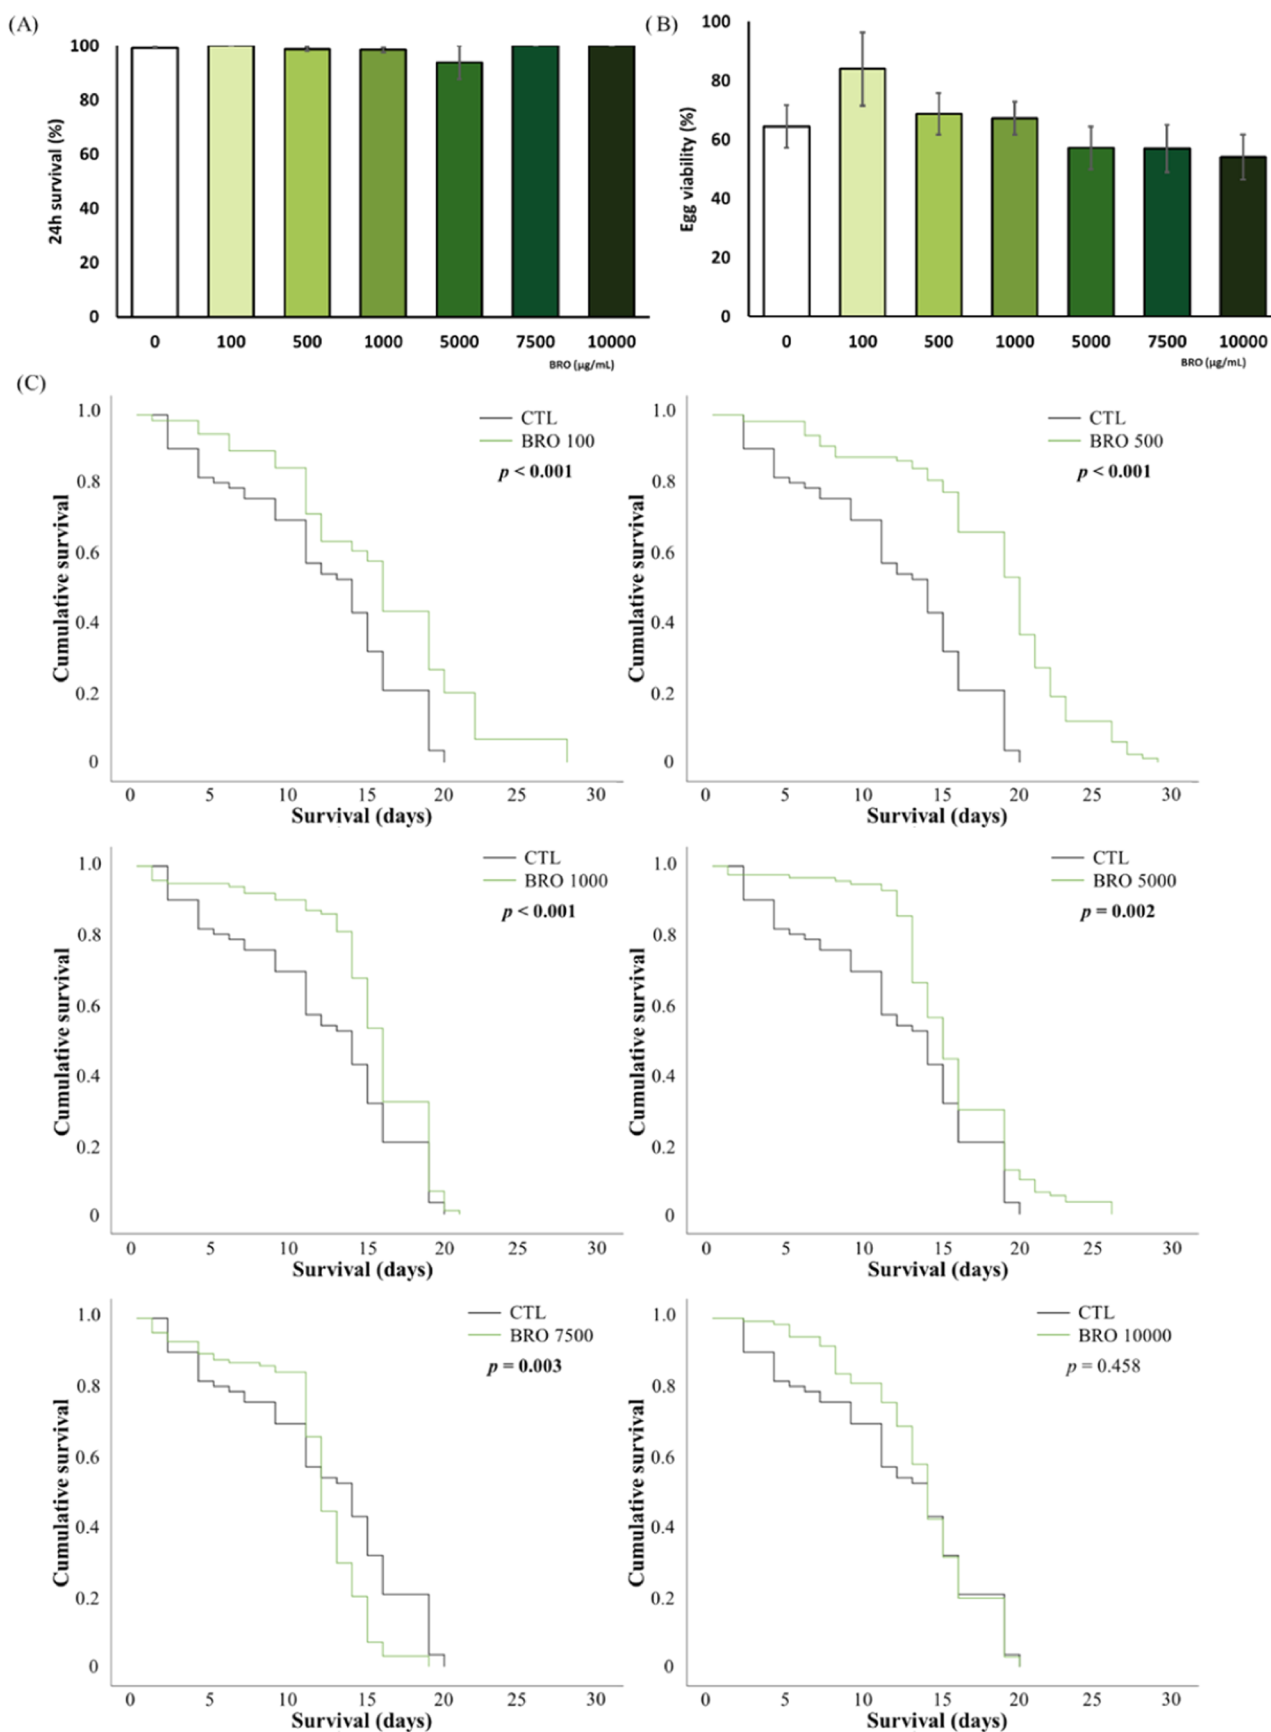 (A)
24h survival (%)
100
80
60
40
20
0
0 100 500 1000 5000 7500 10000
BRO (µg/mL)
(B)
Egg viability (%)
100
80
60
40
20
0
0 100 500 1000 5000 7500 10000
BRO (µg/mL)
(C)
Cumulative survival
1.0
0.8
0.6
0.4
0.2
0
CTL
BRO 100
p < 0.001
0 5 10 15 20 25 30
Survival (days)
Cumulative survival
1.0
0.8
0.6
0.4
0.2
0
CTL
BRO 500
p < 0.001
0 5 10 15 20 25 30
Survival (days)
Cumulative survival
1.0
0.8
0.6
0.4
0.2
0
CTL
BRO 1000
p < 0.001
0 5 10 15 20 25 30
Survival (days)
Cumulative survival
1.0
0.8
0.6
0.4
0.2
0
CTL
BRO 5000
p = 0.002
0 5 10 15 20 25 30
Survival (days)
Cumulative survival
1.0
0.8
0.6
0.4
0.2
0
CTL
BRO 7500
p = 0.003
0 5 10 15 20 25 30
Survival (days)
Cumulative survival
1.0
0.8
0.6
0.4
0.2
0
CTL
BRO 10000
p = 0.458
0 5 10 15 20 25 30
Survival (days)